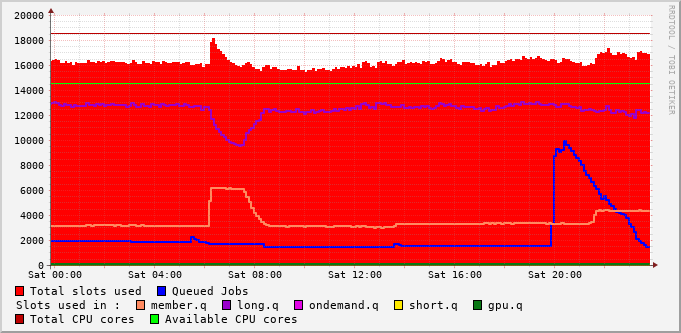 20000
18000
16000
14000
12000
10000
8000
6000
4000
2000
0
Sat 00:00 Sat 04:00 Sat 08:00 Sat 12:00 Sat 16:00 Sat 20:00
RRDTOOL / TOBI OETIKER
Total slots used Queued Jobs
Slots used in : member.q long.q ondemand.q short.q gpu.q
Total CPU cores Available CPU cores